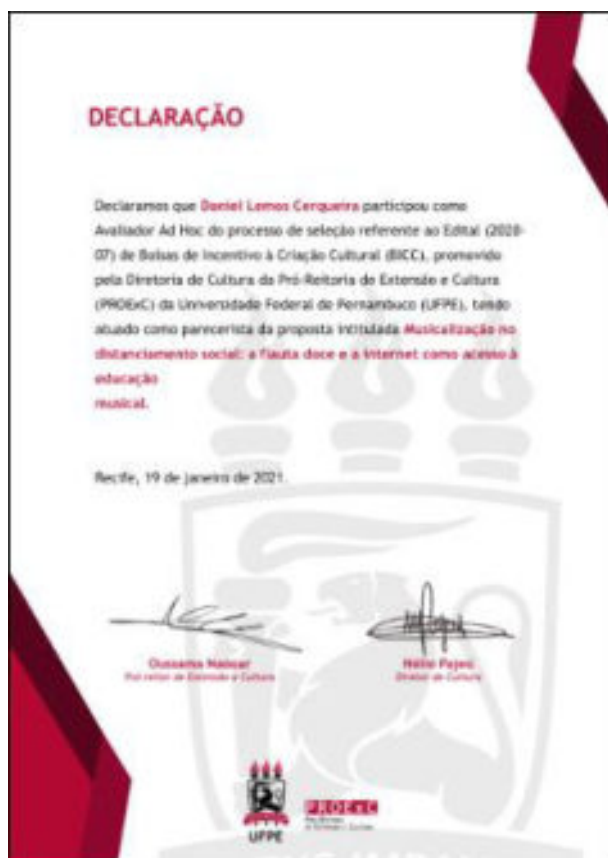 DECLARAÇÃO
Declaramos que Daniel Lemos Cerqueira participou como
Avaliador Ad Hoc do processo de seleção referente ao Edital (2020-
07) de Bolsas de Incentivo à Criação Cultural (BICC), promovido
pela Diretoria de Cultura da Pró-Reitoria de Extensão e Cultura
(PROExC) da Universidade Federal de Pernambuco (UFPE), tendo
atuado como parecerista da proposta intitulada Musicalização no
distanciamento social: a flauta doce e a internet como acesso à
educação
musical.
Recife, 19 de janeiro de 2021.
Oussama Naouar
Pró-reitor de Extensão e Cultura
Hélio Pajeú
Diretor de Cultura
UFPE
PROExC